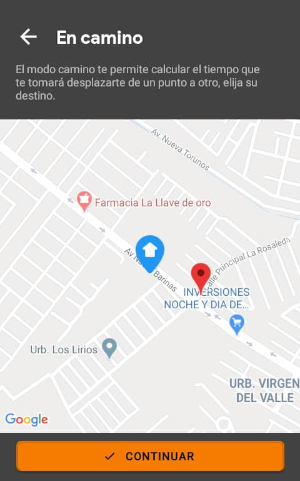 En camino
El modo camino te permite calcular el tiempo que
te tomará desplazarte de un punto a otro, elija su
destino.
Av. Nueva Torunos
Farmacia La Llave de oro
Av
Barinas
Calle Principal La Rosaleda
INVERSIONES
NOCHE Y DIA DE...
Urb. Los Lirios
URB. VIRGEN
DEL VALLE
Google
CONTINUAR